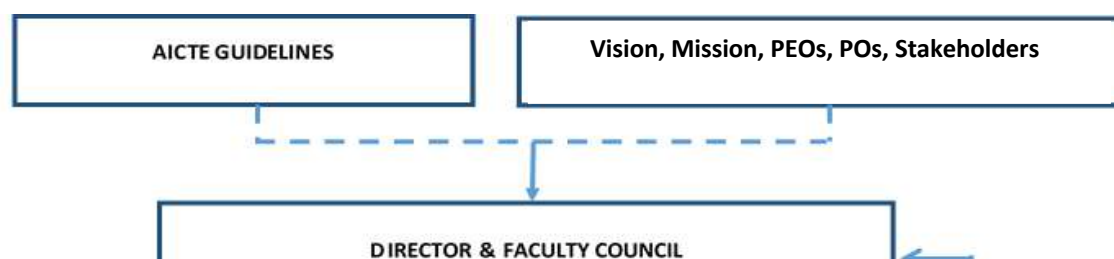 AICTE GUIDELINES
Vision, Mission, PEOs, POs, Stakeholders
DIRECTOR & FACULTY COUNCIL